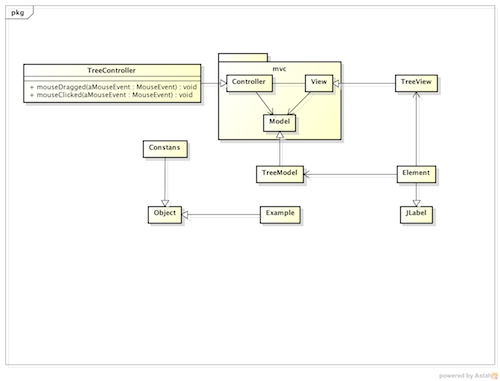 pkg
TreeController
+ mouseDragged(aMouseEvent : MouseEvent) : void
+ mouseClicked(aMouseEvent : MouseEvent) : void
mvc
Controller
View
TreeView
Model
Constans
TreeModel
Element
Object
Example
JLabel
powered by Astah